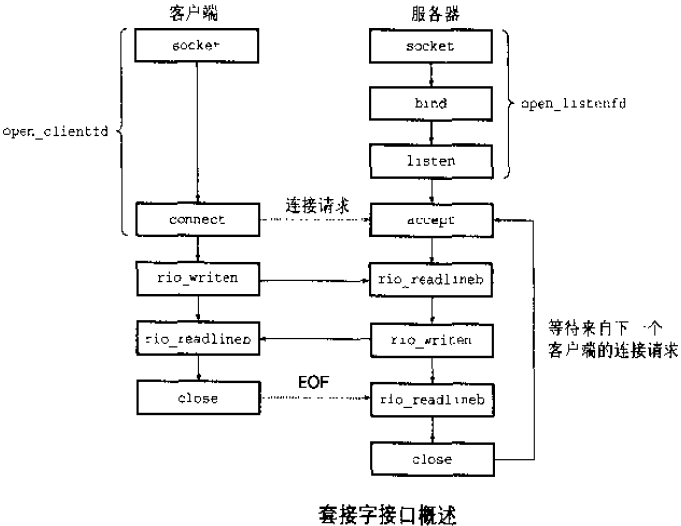 客户端
服务器
socket
socket
bind
open_listenfd
open_clientfd
listen
连接请求
connect
accept
rio_writen
rio_readlineb
等待来自下一个
客户端的连接请求
rio_readlineb
rio_writen
EOF
close
rio_readlineb
close
套接字接口概述